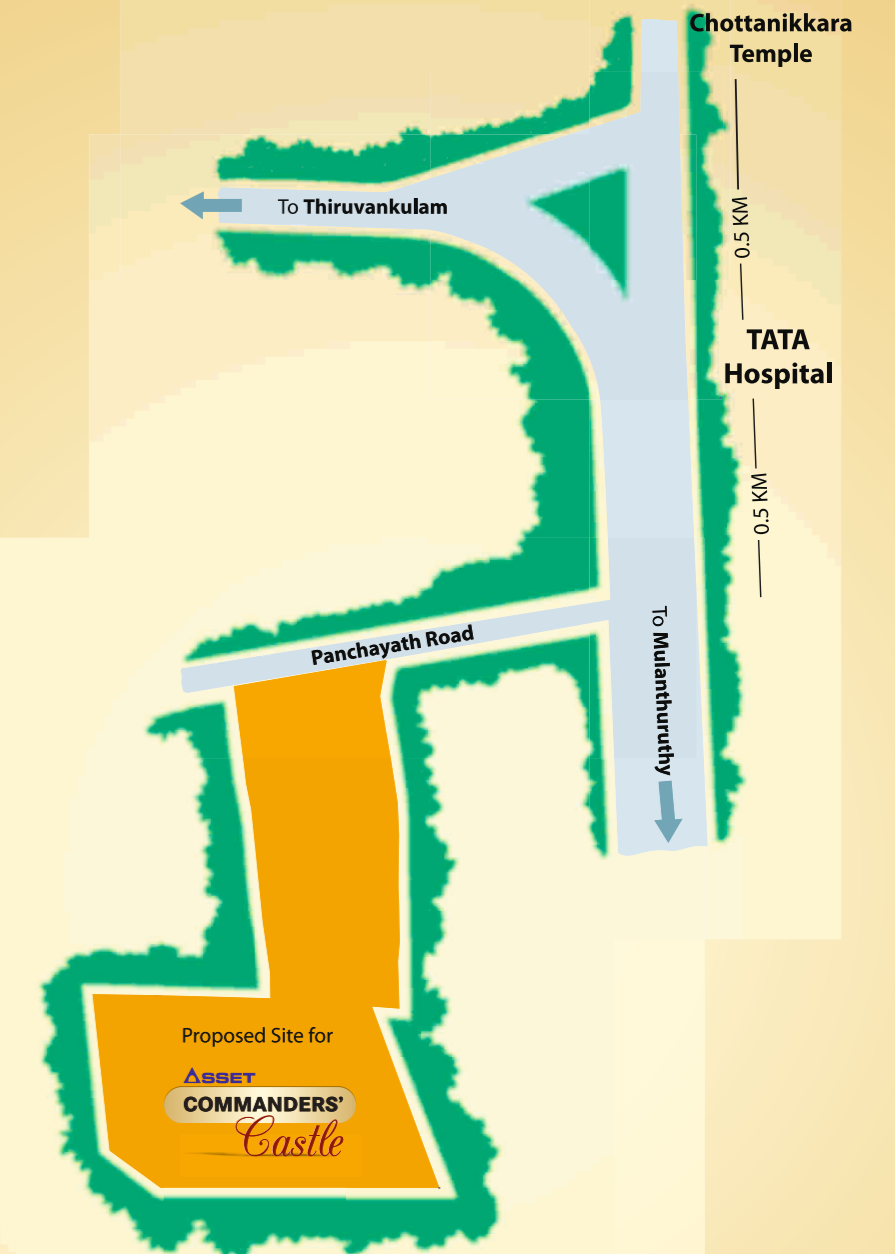 Chottanikkara
Temple
To Thiruvankulam
0.5 KM
TATA
Hospital
0.5 KM
Panchayath Road
To Mulanthuruthy
Proposed Site for
ASSET
COMMANDERS'
Castle